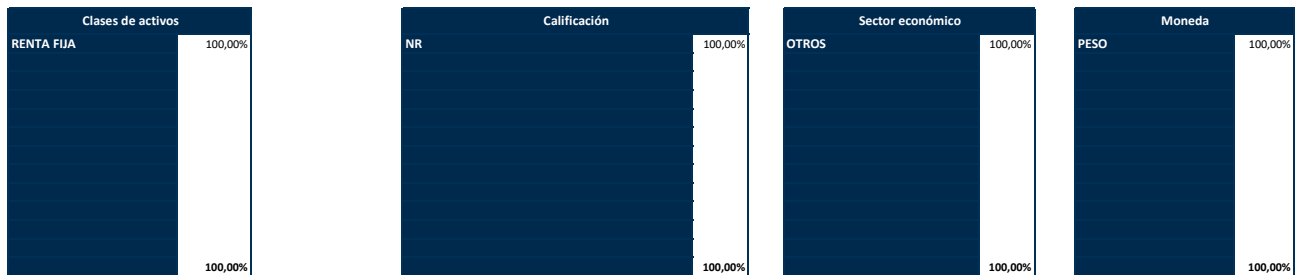 Clases de activos Calificación Sector económico Moneda
RENTA FIJA 100,00% NR 100,00% OTROS 100,00% PESO 100,00%
100,00% 100,00% 100,00% 100,00%